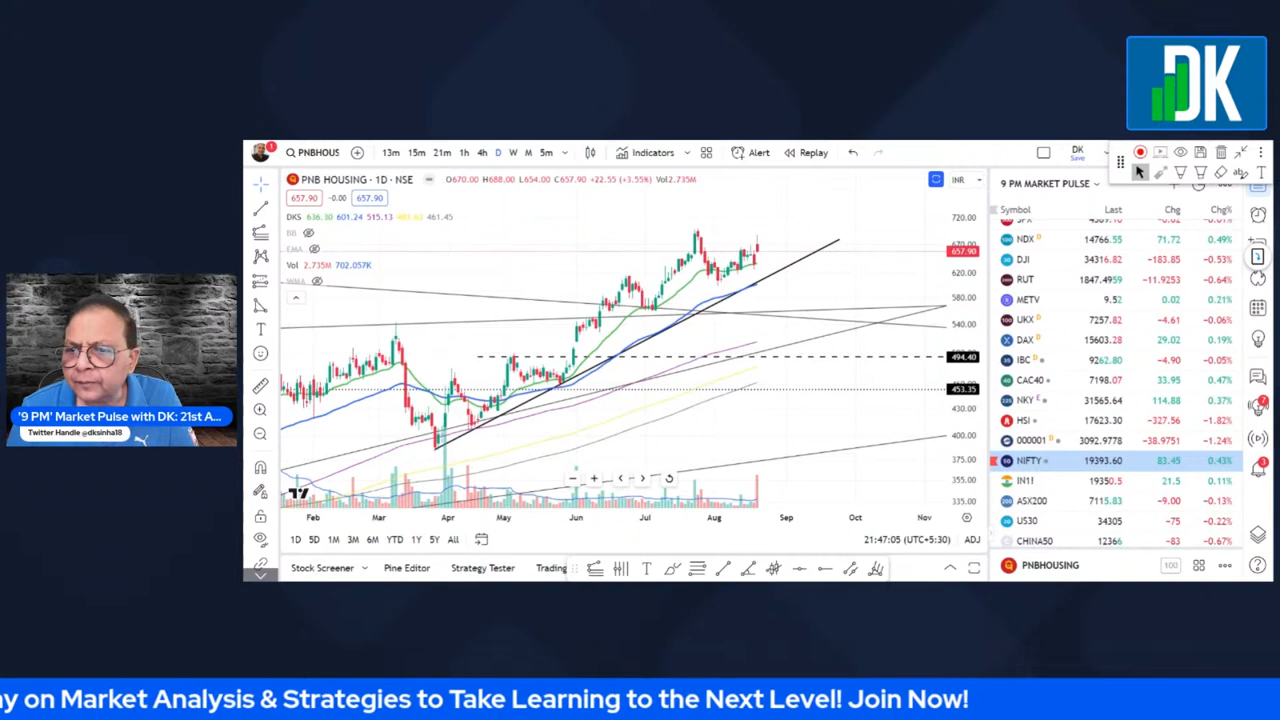 DK
1
PNBHOUS
13m 15m 21m 1h 4h D W M 5m
Indicators
Alert
Replay
DK
Save
PNB HOUSING · 1D · NSE
O670.00 H688.00 L654.00 C657.90 +22.55 (+3.55%) Vol2.735M
INR
657.90 -0.00 657.90
DKS 636.30 601.24 515.13 461.45
BB
EMA
Vol 2.735M 702.057K
WMA
720.00
657.90
620.00
580.00
540.00
494.40
453.35
430.00
400.00
375.00
355.00
335.00
Feb Mar Apr May Jun Jul Aug Sep Oct Nov
1D 5D 1M 3M 6M YTD 1Y 5Y All
21:47:05 (UTC+5:30) ADJ
Stock Screener Pine Editor Strategy Tester Trading
9 PM MARKET PULSE
Symbol Last Chg Chg%
NDX D 14766.55 71.72 0.49%
DJI 34316.82 -183.85 -0.53%
RUT 1847.4959 -11.9253 -0.64%
METV 9.52 0.02 0.21%
UKX D 7257.82 -4.61 -0.06%
DAX D 15603.28 29.02 0.19%
IBC D 9262.80 -4.90 -0.05%
CAC40 7198.07 33.95 0.47%
NKY E 31565.64 114.88 0.37%
HSI 17623.30 -327.56 -1.82%
000001 D 3092.9778 -38.9751 -1.24%
NIFTY 19393.60 83.45 0.43%
IN1! 19350.5 21.5 0.11%
ASX200 7115.83 -9.00 -0.13%
US30 34305 -75 -0.22%
CHINA50 12366 -83 -0.67%
PNBHOUSING
100
7
3
'9 PM' Market Pulse with DK: 21st A...
Twitter Handle @dksinha18
ay on Market Analysis & Strategies to Take Learning to the Next Level! Join Now!